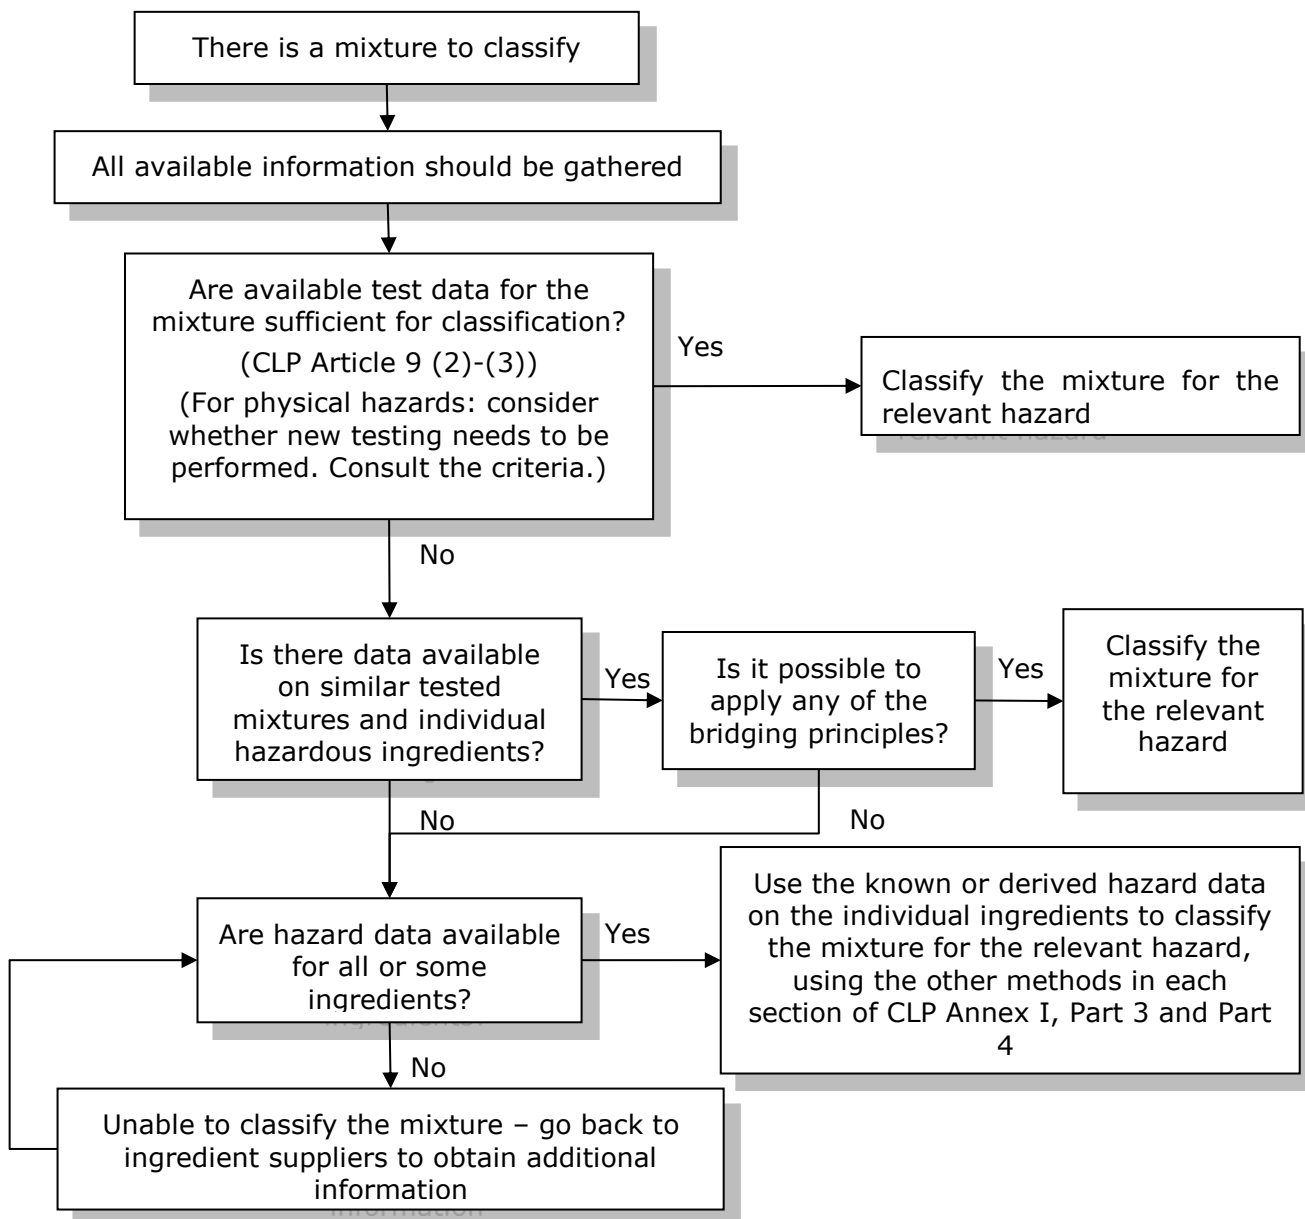 There is a mixture to classify
All available information should be gathered
Are available test data for the
mixture sufficient for classification?
(CLP Article 9 (2)-(3))
(For physical hazards: consider
whether new testing needs to be
performed. Consult the criteria.)
Yes
Classify the mixture for the
relevant hazard
No
Is there data available
on similar tested
mixtures and individual
hazardous ingredients?
Yes
Is it possible to
apply any of the
bridging principles?
Yes
Classify the
mixture for
the relevant
hazard
No
No
Are hazard data available
for all or some
ingredients?
Yes
Use the known or derived hazard data
on the individual ingredients to classify
the mixture for the relevant hazard,
using the other methods in each
section of CLP Annex I, Part 3 and Part
4
No
Unable to classify the mixture – go back to
ingredient suppliers to obtain additional
information